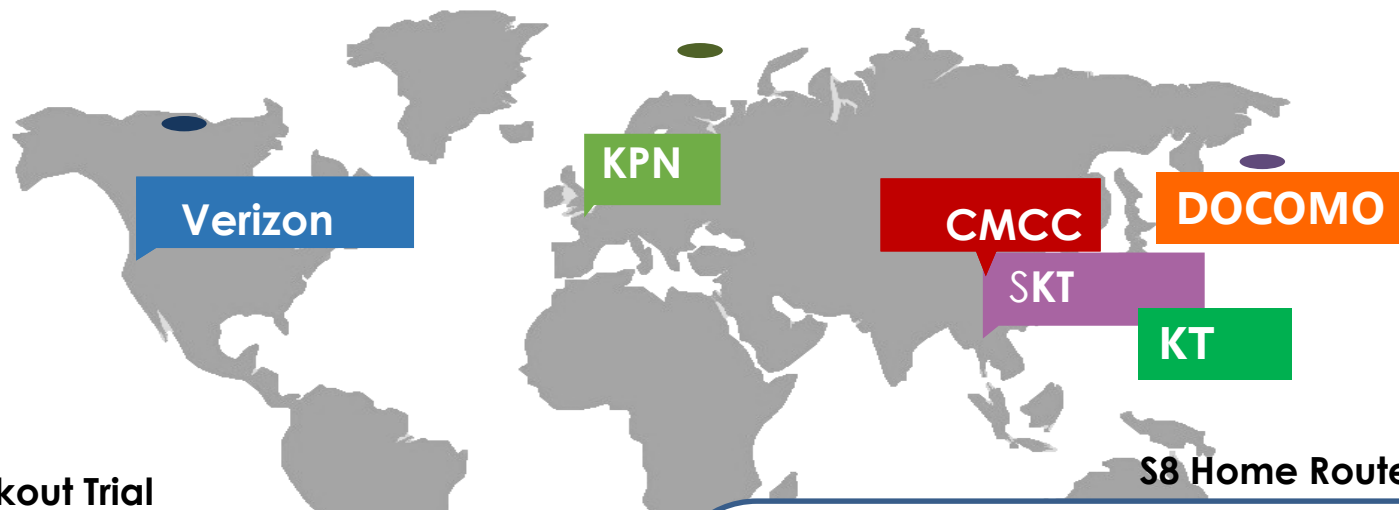 KPN
Verizon
CMCC
DOCOMO
SKT
KT
S8 Home Route
kout Trial